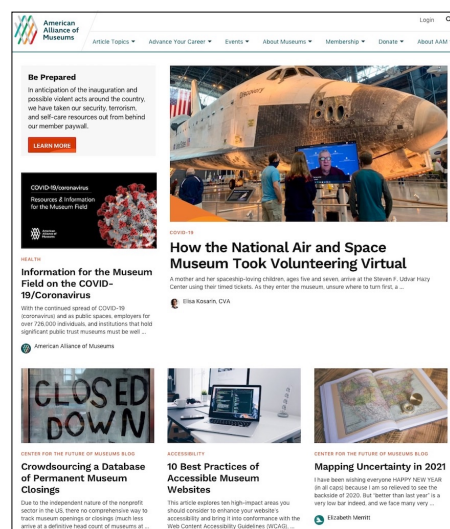 American
Alliance of
Museums
Login
Article Topics
Advance Your Career
Events
About Museums
Membership
Donate
About AAM
Be Prepared
In anticipation of the inauguration and
possible violent acts around the country,
we have taken our security, terrorism,
and self-care resources out from behind
our member paywall.
LEARN MORE
Discovery
COVID-19/coronavirus
Resources & Information
for the Museum Field
American
Alliance of
Museums
HEALTH
Information for the Museum
Field on the COVID-
19/Coronavirus
With the continued spread of COVID-19
(coronavirus) and as public spaces, employers for
over 726,000 individuals, and institutions that hold
significant public trust museums must be well ...
American Alliance of Museums
COVID-19
How the National Air and Space
Museum Took Volunteering Virtual
A mother and her spaceship-loving children, ages five and seven, arrive at the Steven F. Udvar Hazy
Center using their timed tickets. As they enter the museum, unsure where to turn first, a ...
Elisa Kosarin, CVA
CLOSED
DOWN
CENTER FOR THE FUTURE OF MUSEUMS BLOG
Crowdsourcing a Database
of Permanent Museum
Closings
Due to the independent nature of the nonprofit
sector in the US, there no comprehensive way to
track museum openings or closings (much less
arrive at a definitive head count of museums at ...
ACCESSIBILITY
10 Best Practices of
Accessible Museum
Websites
This article explores ten high-impact areas you
should consider to enhance your website's
accessibility and bring it into conformance with the
Web Content Accessibility Guidelines (WCAG). ...
CENTER FOR THE FUTURE OF MUSEUMS BLOG
Mapping Uncertainty in 2021
I have been wishing everyone HAPPY NEW YEAR
(in all caps) because I am so relieved to see the
backside of 2020. But "better than last year" is a
very low bar indeed, and we face many very ...
Elizabeth Merritt